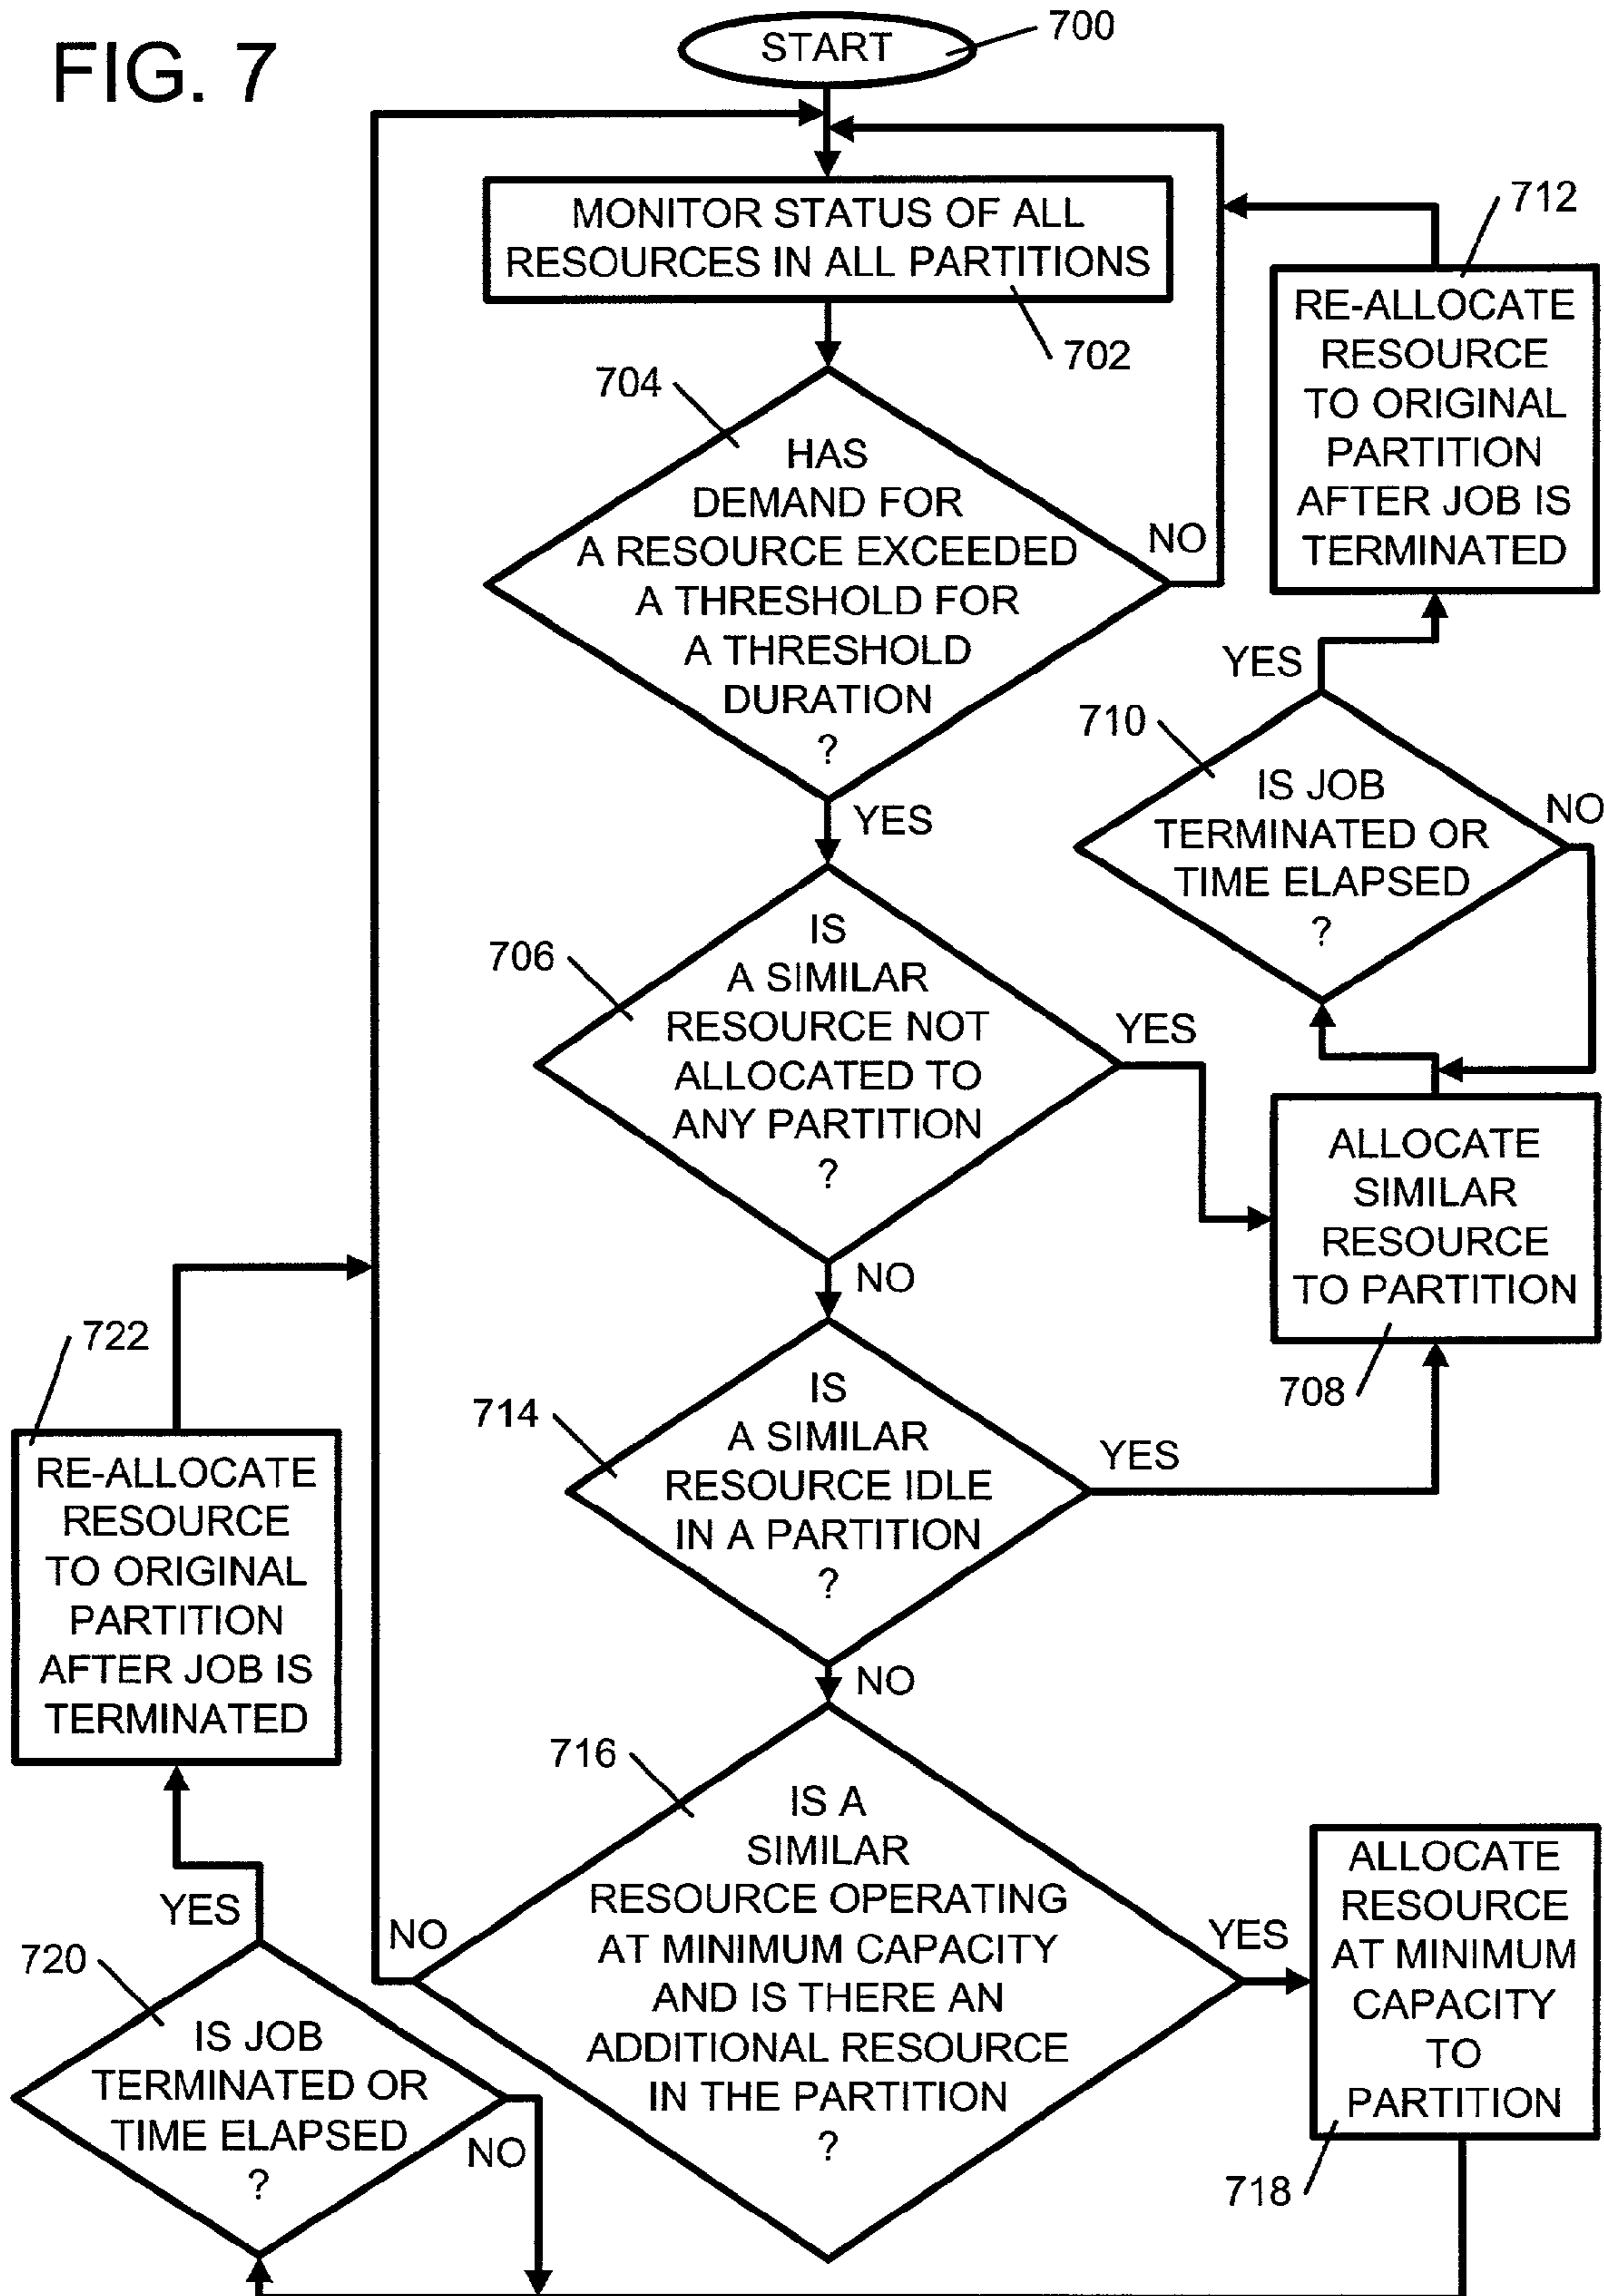 FIG. 7
START
700
MONITOR STATUS OF ALL
RESOURCES IN ALL PARTITIONS
702
704
HAS
DEMAND FOR
A RESOURCE EXCEEDED
A THRESHOLD FOR
A THRESHOLD
DURATION
?
NO
YES
706
IS
A SIMILAR
RESOURCE NOT
ALLOCATED TO
ANY PARTITION
?
YES
NO
712
RE-ALLOCATE
RESOURCE
TO ORIGINAL
PARTITION
AFTER JOB IS
TERMINATED
YES
710
IS JOB
TERMINATED OR
TIME ELAPSED
?
NO
ALLOCATE
SIMILAR
RESOURCE
TO PARTITION
708
714
IS
A SIMILAR
RESOURCE IDLE
IN A PARTITION
?
YES
NO
716
IS A
SIMILAR
RESOURCE OPERATING
AT MINIMUM CAPACITY
AND IS THERE AN
ADDITIONAL RESOURCE
IN THE PARTITION
?
NO
YES
ALLOCATE
RESOURCE
AT MINIMUM
CAPACITY
TO
PARTITION
718
722
RE-ALLOCATE
RESOURCE
TO ORIGINAL
PARTITION
AFTER JOB IS
TERMINATED
YES
720
IS JOB
TERMINATED OR
TIME ELAPSED
?
NO